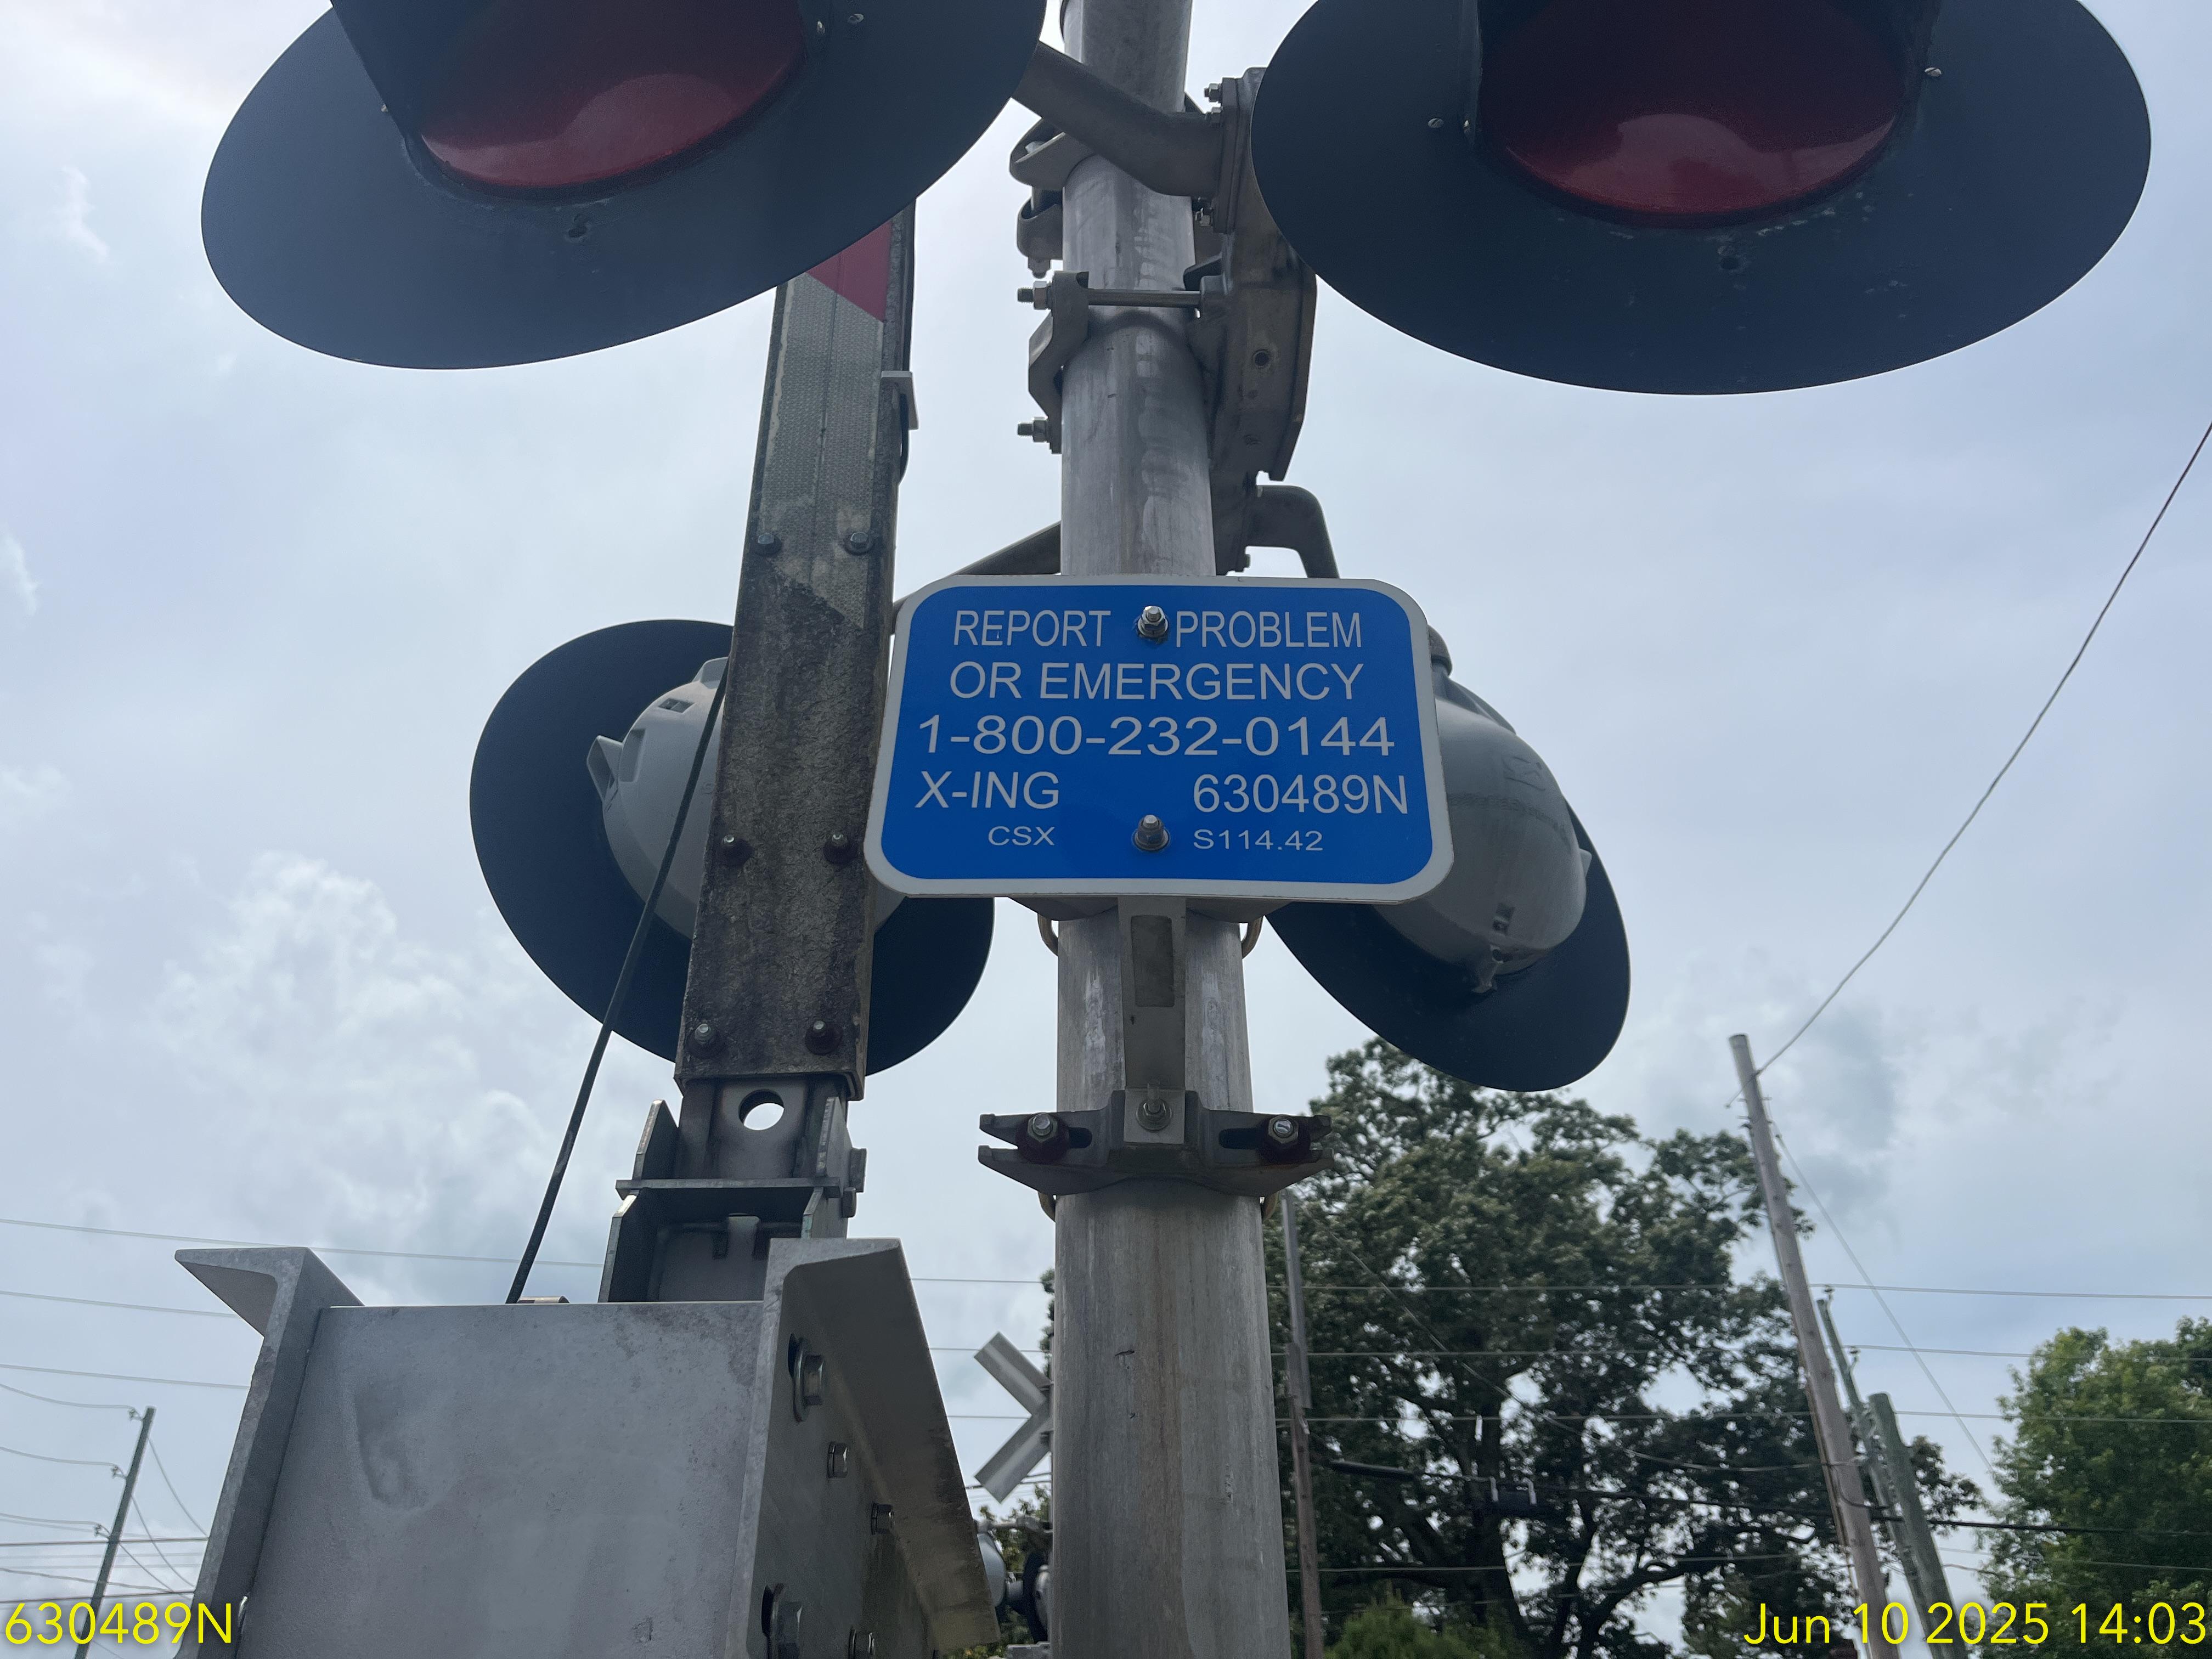 REPORT PROBLEM
OR EMERGENCY
1-800-232-0144
X-ING 630489N
CSX S114.42
630489N
Jun 10 2025 14:03